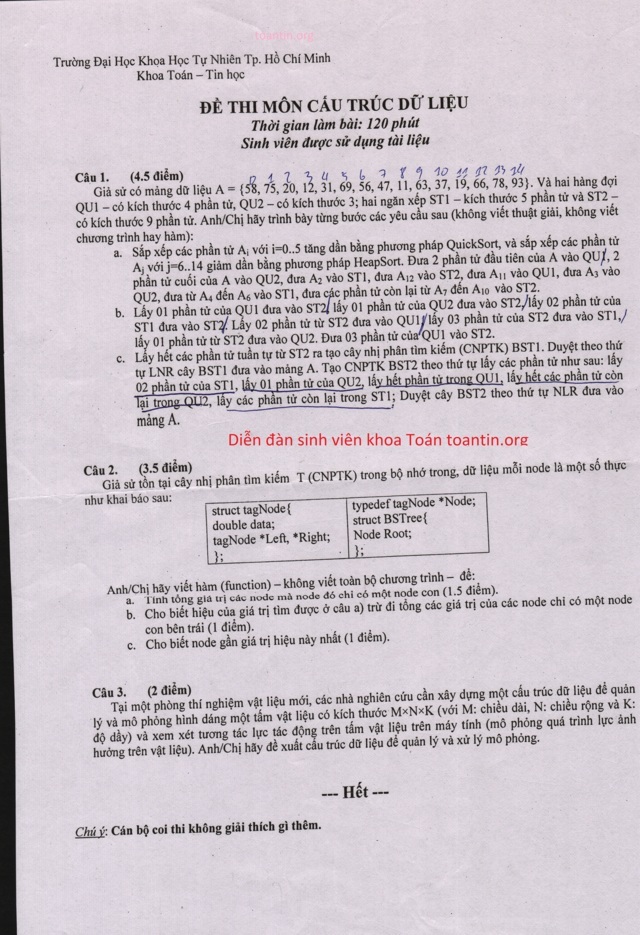 toantin.org
Trường Đại Học Khoa Học Tự Nhiên Tp. Hồ Chí Minh
Khoa Toán – Tin học
ĐỀ THI MÔN CẤU TRÚC DỮ LIỆU
Thời gian làm bài: 120 phút
Sinh viên được sử dụng tài liệu
Câu 1. (4.5 điểm)
0 1 2 3 4 5 6 7 8 9 10 11 12 13 14
Giả sử có mảng dữ liệu A = {58, 75, 20, 12, 31, 69, 56, 47, 11, 63, 37, 19, 66, 78, 93}. Và hai hàng đợi
QU1 – có kích thước 4 phần tử, QU2 – có kích thước 3; hai ngăn xếp ST1 - kích thước 5 phần tử và ST2 –
có kích thước 9 phần tử. Anh/Chị hãy trình bày từng bước các yêu cầu sau (không viết thuật giải, không viết
chương trình hay hàm):
a. Sắp xếp các phần tử Ai với i=0..5 tăng dần bằng phương pháp QuickSort, và sắp xếp các phần tử
Aj với j=6..14 giảm dần bằng phương pháp HeapSort. Đưa 2 phần tử đầu tiên của A vào QU1, 2
phần tử cuối của A vào QU2, đưa A2 vào ST1, đưa A12 vào ST2, đưa A11 vào QU1, đưa A3 vào
QU2, đưa từ A4 đến A6 vào ST1, đưa các phần tử còn lại từ A7 đến A10 vào ST2.
b. Lấy 01 phần tử của QU1 đưa vào ST2, lấy 01 phần tử của QU2 đưa vào ST2, lấy 02 phần tử của
ST1 đưa vào ST2. Lấy 02 phần tử từ ST2 đưa vào QU1, lấy 03 phần tử của ST2 đưa vào ST1,
lấy 01 phần tử từ ST2 đưa vào QU2. Đưa 03 phần tử của QU1 vào ST2.
c. Lấy hết các phần tử tuần tự từ ST2 ra tạo cây nhị phân tìm kiếm (CNPTK) BST1. Duyệt theo thứ
tự LNR cây BST1 đưa vào mảng A. Tạo CNPTK BST2 theo thứ tự lấy các phần tử như sau: lấy
02 phần tử của ST1, lấy 01 phần tử của QU2, lấy hết phần tử trong QU1, lấy hết các phần tử còn
lại trong QU2, lấy các phần tử còn lại trong ST1; Duyệt cây BST2 theo thứ tự NLR đưa vào
mảng A.
Diễn đàn sinh viên khoa Toán toantin.org
Câu 2. (3.5 điểm)
Giả sử tồn tại cây nhị phân tìm kiếm T (CNPTK) trong bộ nhớ trong, dữ liệu mỗi node là một số thực
như khai báo sau:
struct tagNode{
double data;
tagNode *Left, *Right;
};
typedef tagNode *Node;
struct BSTree{
Node Root;
};
Anh/Chị hãy viết hàm (function) – không viết toàn bộ chương trình – để:
a. Tính tổng giá trị các node mà node đó chỉ có một node con (1.5 điểm).
b. Cho biết hiệu của giá trị tìm được ở câu a) trừ đi tổng các giá trị của các node chỉ có một node
con bên trái (1 điểm).
c. Cho biết node gần giá trị hiệu này nhất (1 điểm).
Câu 3. (2 điểm)
Tại một phòng thí nghiệm vật liệu mới, các nhà nghiên cứu cần xây dựng một cấu trúc dữ liệu để quản
lý và mô phỏng hình dáng một tấm vật liệu có kích thước M×N×K (với M: chiều dài, N: chiều rộng và K:
độ dầy) và xem xét tương tác lực tác động trên tấm vật liệu trên máy tính (mô phỏng quá trình lực ảnh
hưởng trên vật liệu). Anh/Chị hãy đề xuất cấu trúc dữ liệu để quản lý và xử lý mô phỏng.
--- Hết ---
Chú ý: Cán bộ coi thi không giải thích gì thêm.